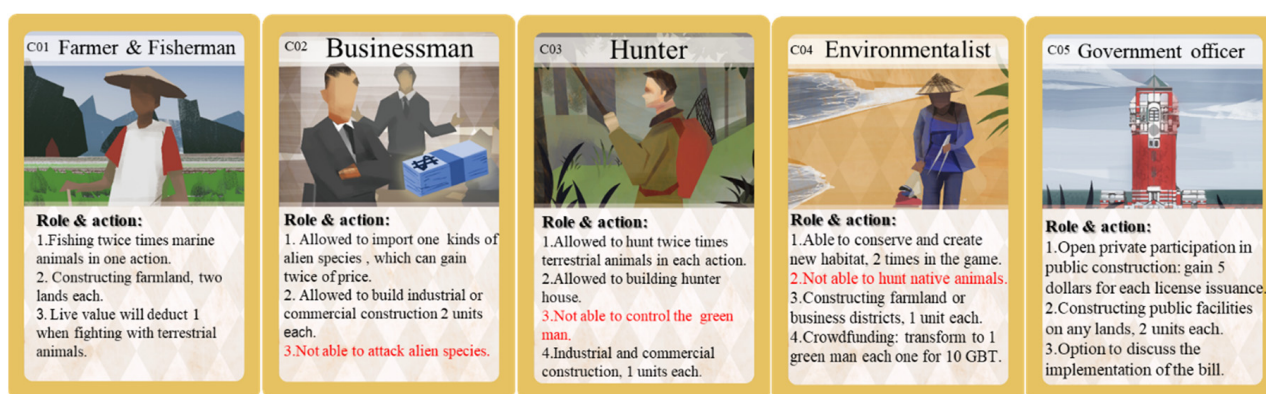 C01 Farmer & Fisherman
Role & action:
1.Fishing twice times marine
animals in one action.
2. Constructing farmland, two
lands each.
3. Live value will deduct 1
when fighting with terrestrial
animals.
C02 Businessman
Role & action:
1. Allowed to import one kinds of
alien species , which can gain
twice of price.
2. Allowed to build industrial or
commercial construction 2 units
each.
3.Not able to attack alien species.
C03 Hunter
Role & action:
1.Allowed to hunt twice times
terrestrial animals in each action.
2.Allowed to building hunter
house.
3.Not able to control the green
man.
4.Industrial and commercial
construction, 1 units each.
C04 Environmentalist
Role & action:
1.Able to conserve and create
new habitat, 2 times in the game.
2.Not able to hunt native animals.
3.Constructing farmland or
business districts, 1 unit each.
4.Crowdfunding: transform to 1
green man each one for 10 GBT.
C05 Government officer
Role & action:
1.Open private participation in
public construction: gain 5
dollars for each license issuance.
2.Constructing public facilities
on any lands, 2 units each.
3.Option to discuss the
implementation of the bill.